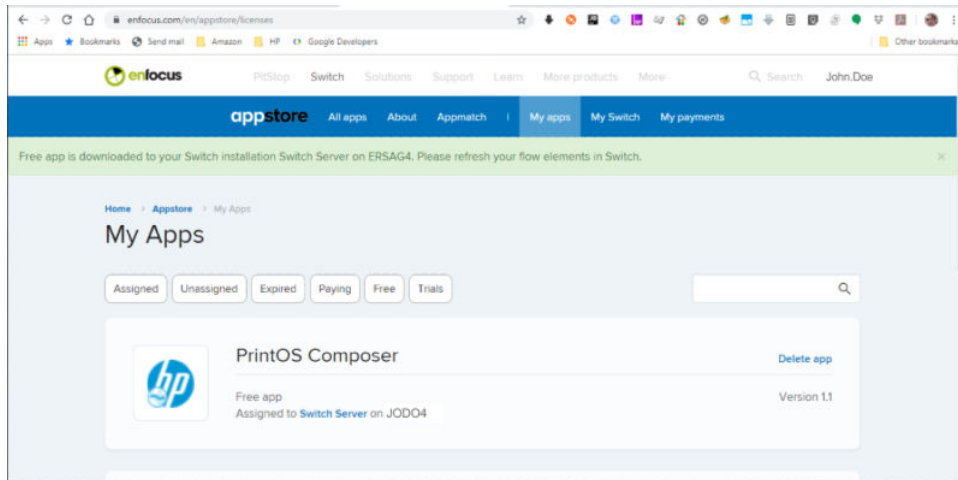 enfocus.com/en/appstore/licenses
Apps Bookmarks Send mail Amazon HP Google Developers Other bookmarks
enfocus PitStop Switch Solutions Support Learn More products More Search John.Doe
appstore All apps About Appmatch | My apps My Switch My payments
Free app is downloaded to your Switch installation Switch Server on ERSAG4. Please refresh your flow elements in Switch. ×
Home › Appstore › My Apps
My Apps
Assigned Unassigned Expired Paying Free Trials
hp PrintOS Composer Delete app
Free app Version 1.1
Assigned to Switch Server on JODO4